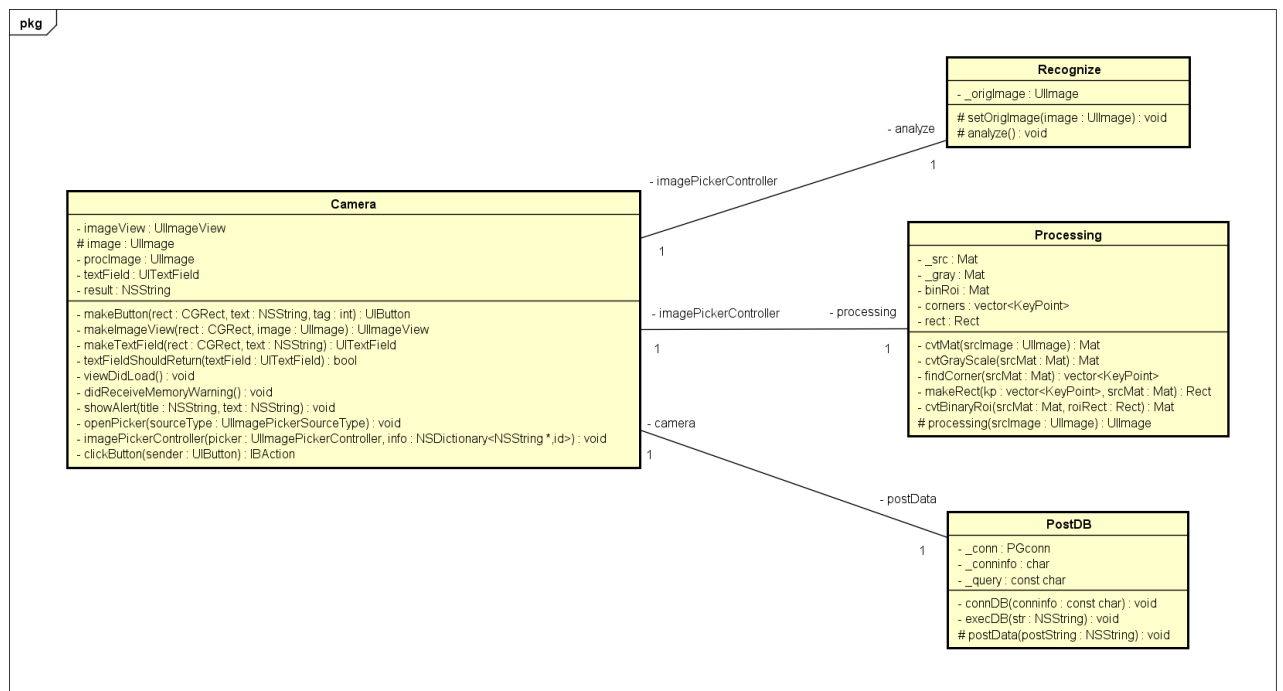 pkg
Recognize
- _origImage : UIImage
# setOrigImage(image : UIImage) : void
# analyze() : void
- analyze
1
- imagePickerController
1
Camera
- imageView : UIImageView
# image : UIImage
- procImage : UIImage
- textField : UITextField
- result : NSString
- makeButton(rect : CGRect, text : NSString, tag : int) : UIButton
- makeImageView(rect : CGRect, image : UIImage) : UIImageView
- makeTextField(rect : CGRect, text : NSString) : UITextField
- textFieldShouldReturn(textField : UITextField) : bool
- viewDidLoad() : void
- didReceiveMemoryWarning() : void
- showAlert(title : NSString, text : NSString) : void
- openPicker(sourceType : UIImagePickerSourceType) : void
- imagePickerController(picker : UIImagePickerController, info : NSDictionary<NSString *,id>) : void
- clickButton(sender : UIButton) : IBAction
- imagePickerController
1
- processing
1
Processing
- _src : Mat
- _gray : Mat
- binRoi : Mat
- corners : vector<KeyPoint>
- rect : Rect
- cvtMat(srcImage : UIImage) : Mat
- cvtGrayScale(srcMat : Mat) : Mat
- findCorner(srcMat : Mat) : vector<KeyPoint>
- makeRect(kp : vector<KeyPoint>, srcMat : Mat) : Rect
- cvtBinaryRoi(srcMat : Mat, roiRect : Rect) : Mat
# processing(srcImage : UIImage) : UIImage
- camera
1
- postData
1
PostDB
- _conn : PGconn
- _conninfo : char
- _query : const char
- connDB(conninfo : const char) : void
- execDB(str : NSString) : void
# postData(postString : NSString) : void